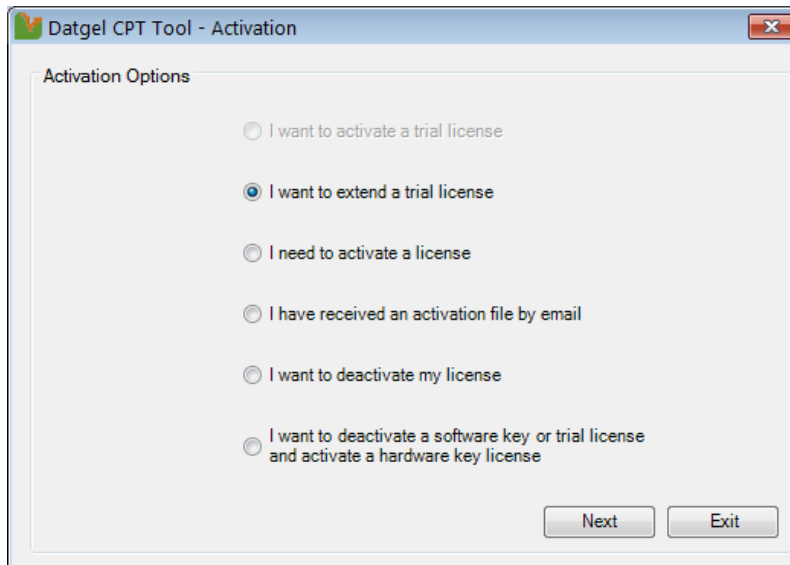 Datgel CPT Tool - Activation
Activation Options
I want to activate a trial license
I want to extend a trial license
I need to activate a license
I have received an activation file by email
I want to deactivate my license
I want to deactivate a software key or trial license
and activate a hardware key license
Next
Exit